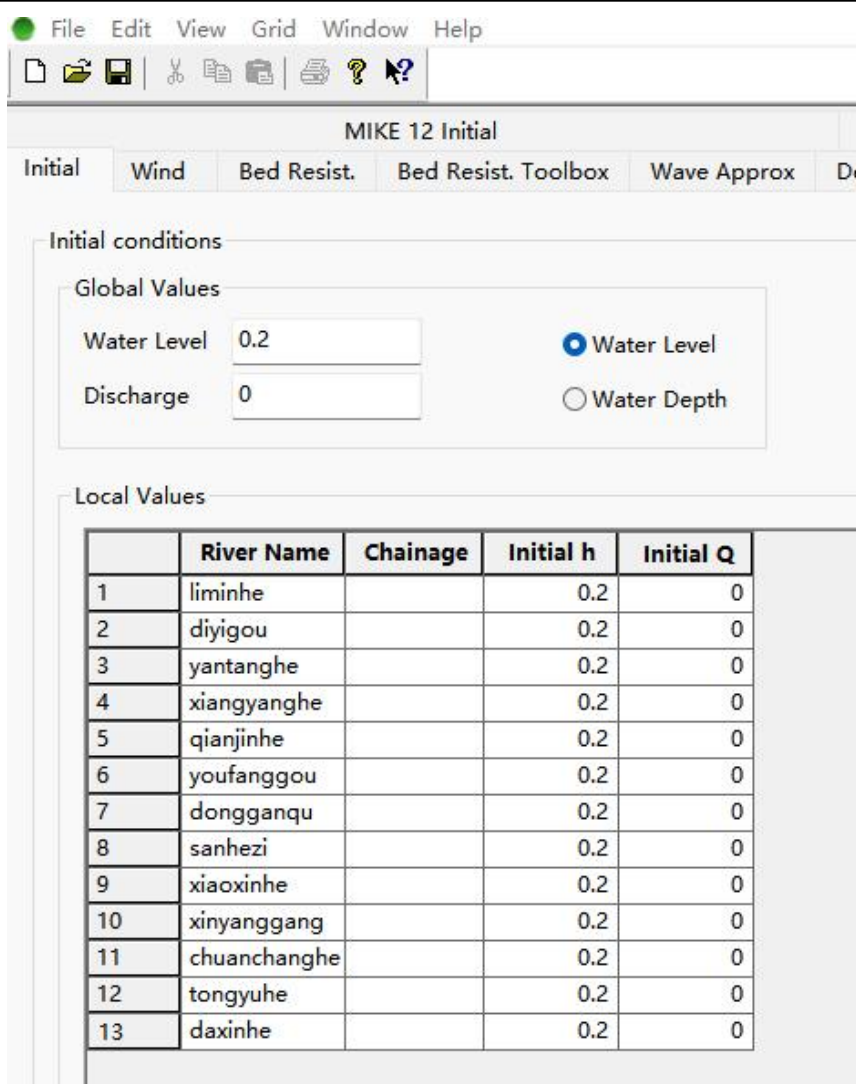 File Edit View Grid Window Help
MIKE 12 Initial
Initial Wind Bed Resist. Bed Resist. Toolbox Wave Approx
Initial conditions
Global Values
Water Level 0.2 Water Level
Discharge 0 Water Depth
Local Values
River Name Chainage Initial h Initial Q
1 liminhe 0.2 0
2 diyigou 0.2 0
3 yantanghe 0.2 0
4 xiangyanghe 0.2 0
5 qianjinhe 0.2 0
6 youfanggou 0.2 0
7 dongganqu 0.2 0
8 sanhezi 0.2 0
9 xiaoxinhe 0.2 0
10 xinyanggang 0.2 0
11 chuanchanghe 0.2 0
12 tongyuhe 0.2 0
13 daxinhe 0.2 0